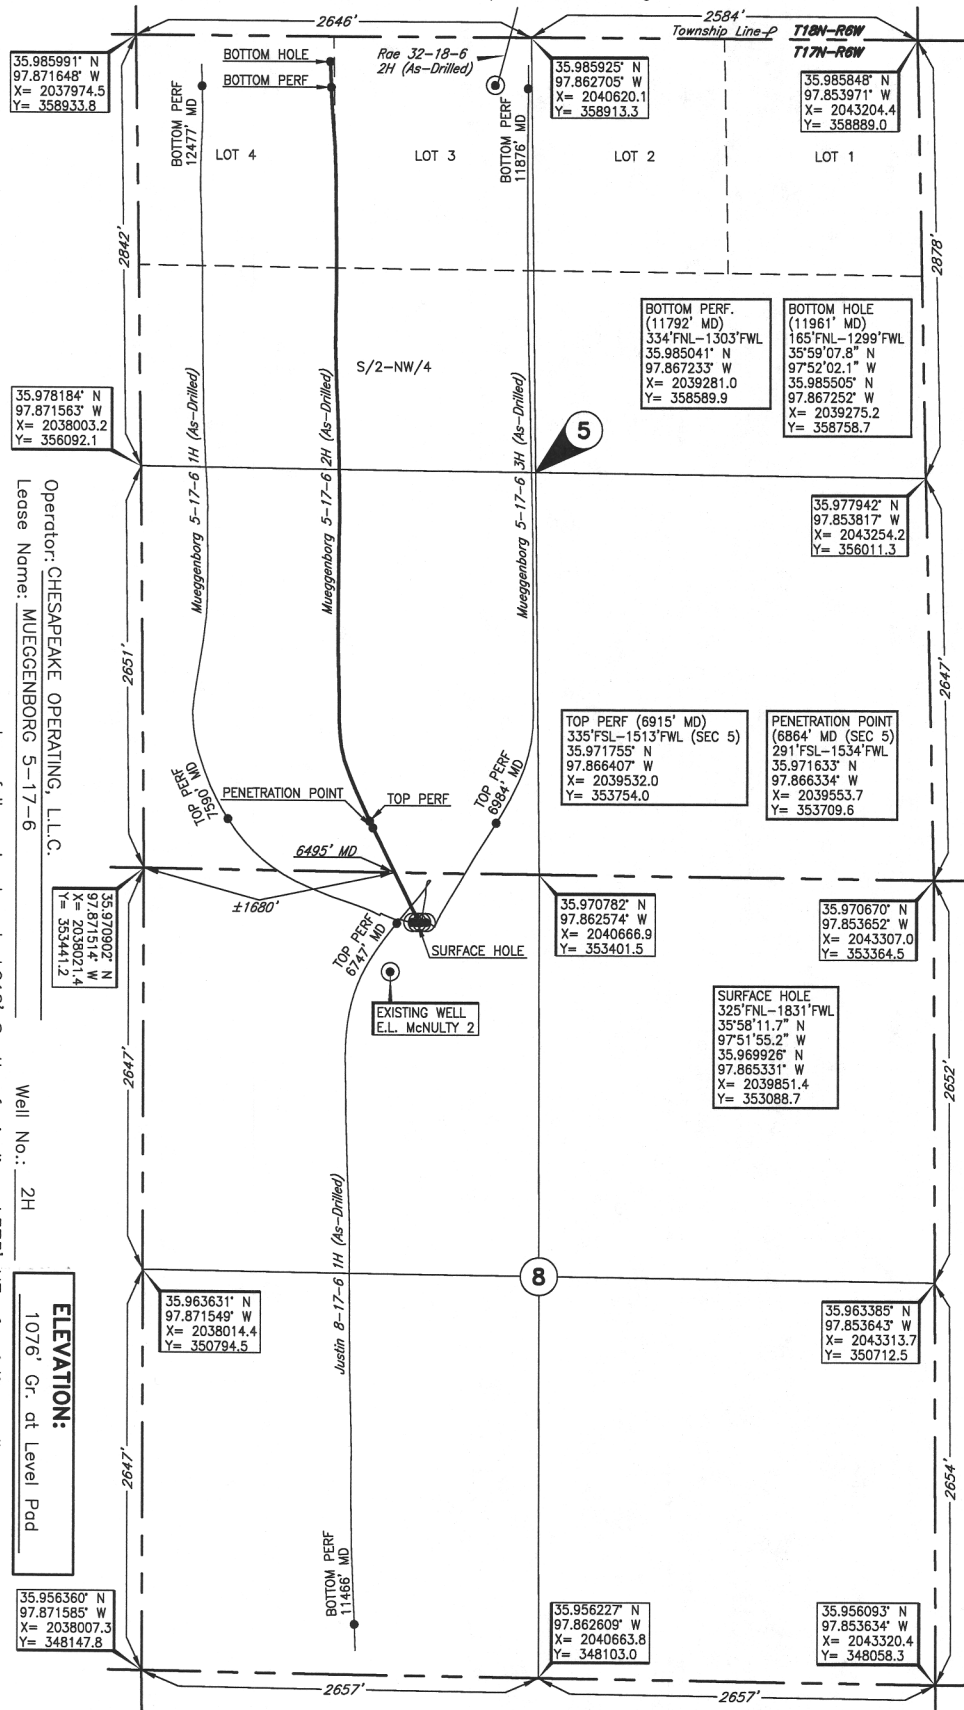 2646'
2584'
Township Line
T18N-R6W
T17N-R6W
35.985991° N
97.871648° W
X= 2037974.5
Y= 358933.8
BOTTOM HOLE
BOTTOM PERF
Rae 32-18-6
2H (As-Drilled)
35.985925° N
97.862705° W
X= 2040620.1
Y= 358913.3
35.985848° N
97.853971° W
X= 2043204.4
Y= 358889.0
BOTTOM PERF
12477' MD
BOTTOM PERF
11876' MD
LOT 4
LOT 3
LOT 2
LOT 1
2842'
2878'
BOTTOM PERF.
(11792' MD)
334'FNL-1303'FWL
35.985041° N
97.867233° W
X= 2039281.0
Y= 358589.9
BOTTOM HOLE
(11961' MD)
165'FNL-1299'FWL
35°59'07.8" N
97°52'02.1" W
35.985505° N
97.867252° W
X= 2039275.2
Y= 358758.7
S/2-NW/4
35.978184° N
97.871563° W
X= 2038003.2
Y= 356092.1
5
Mueggenborg 5-17-6 1H (As-Drilled)
Mueggenborg 5-17-6 2H (As-Drilled)
Mueggenborg 5-17-6 3H (As-Drilled)
35.977942° N
97.853817° W
X= 2043254.2
Y= 356011.3
Operator: CHESAPEAKE OPERATING, L.L.C.
Lease Name: MUEGGENBORG 5-17-6
Well No.: 2H
2651'
2647'
TOP PERF (6915' MD)
335'FSL-1513'FWL (SEC 5)
35.971755° N
97.866407° W
X= 2039532.0
Y= 353754.0
PENETRATION POINT
(6864' MD (SEC 5)
291'FSL-1534'FWL
35.971633° N
97.866334° W
X= 2039553.7
Y= 353709.6
TOP PERF
7590' MD
PENETRATION POINT
TOP PERF
TOP PERF
6984' MD
6495' MD
±1680'
35.970902° N
97.871514° W
X= 2038021.4
Y= 353441.2
35.970782° N
97.862574° W
X= 2040666.9
Y= 353401.5
35.970670° N
97.853652° W
X= 2043307.0
Y= 353364.5
TOP PERF
6747' MD
SURFACE HOLE
EXISTING WELL
E.L. McNULTY 2
SURFACE HOLE
325'FNL-1831'FWL
35°58'11.7" N
97°51'55.2" W
35.969926° N
97.865331° W
X= 2039851.4
Y= 353088.7
2647'
2652'
Justin 8-17-6 1H (As-Drilled)
8
35.963631° N
97.871549° W
X= 2038014.4
Y= 350794.5
35.963385° N
97.853643° W
X= 2043313.7
Y= 350712.5
ELEVATION:
1076' Gr. at Level Pad
2647'
2654'
BOTTOM PERF
11466' MD
35.956360° N
97.871585° W
X= 2038007.3
Y= 348147.8
35.956227° N
97.862609° W
X= 2040663.8
Y= 348103.0
35.956093° N
97.853634° W
X= 2043320.4
Y= 348058.3
2657'
2657'